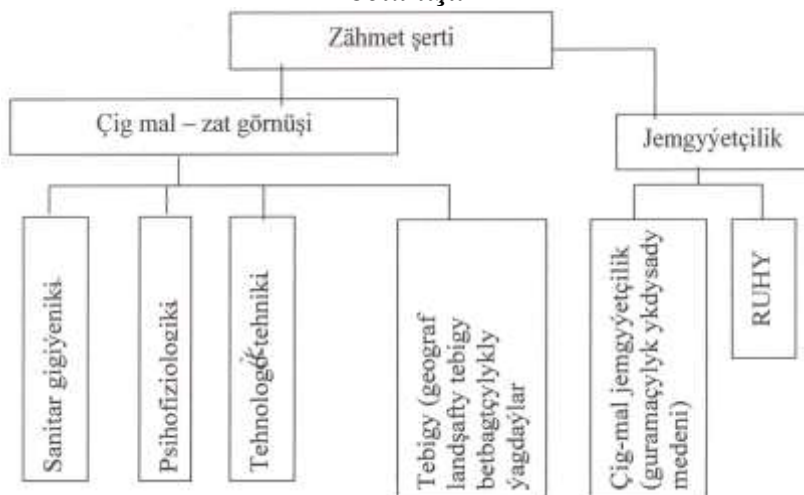 Zähmet şerti
Çig mal – zat görnüşi
Jemgyýetçilik
Sanitar gigiýeniki
Psihofiziologiki
tehniki
Tebigy (geograf
landşafty tebigy
betbagtçylykly
ýagdaýlar
Çig-mal jemgyýetçilik
(guramaçylyk ykdysady
medeni)
RUHY